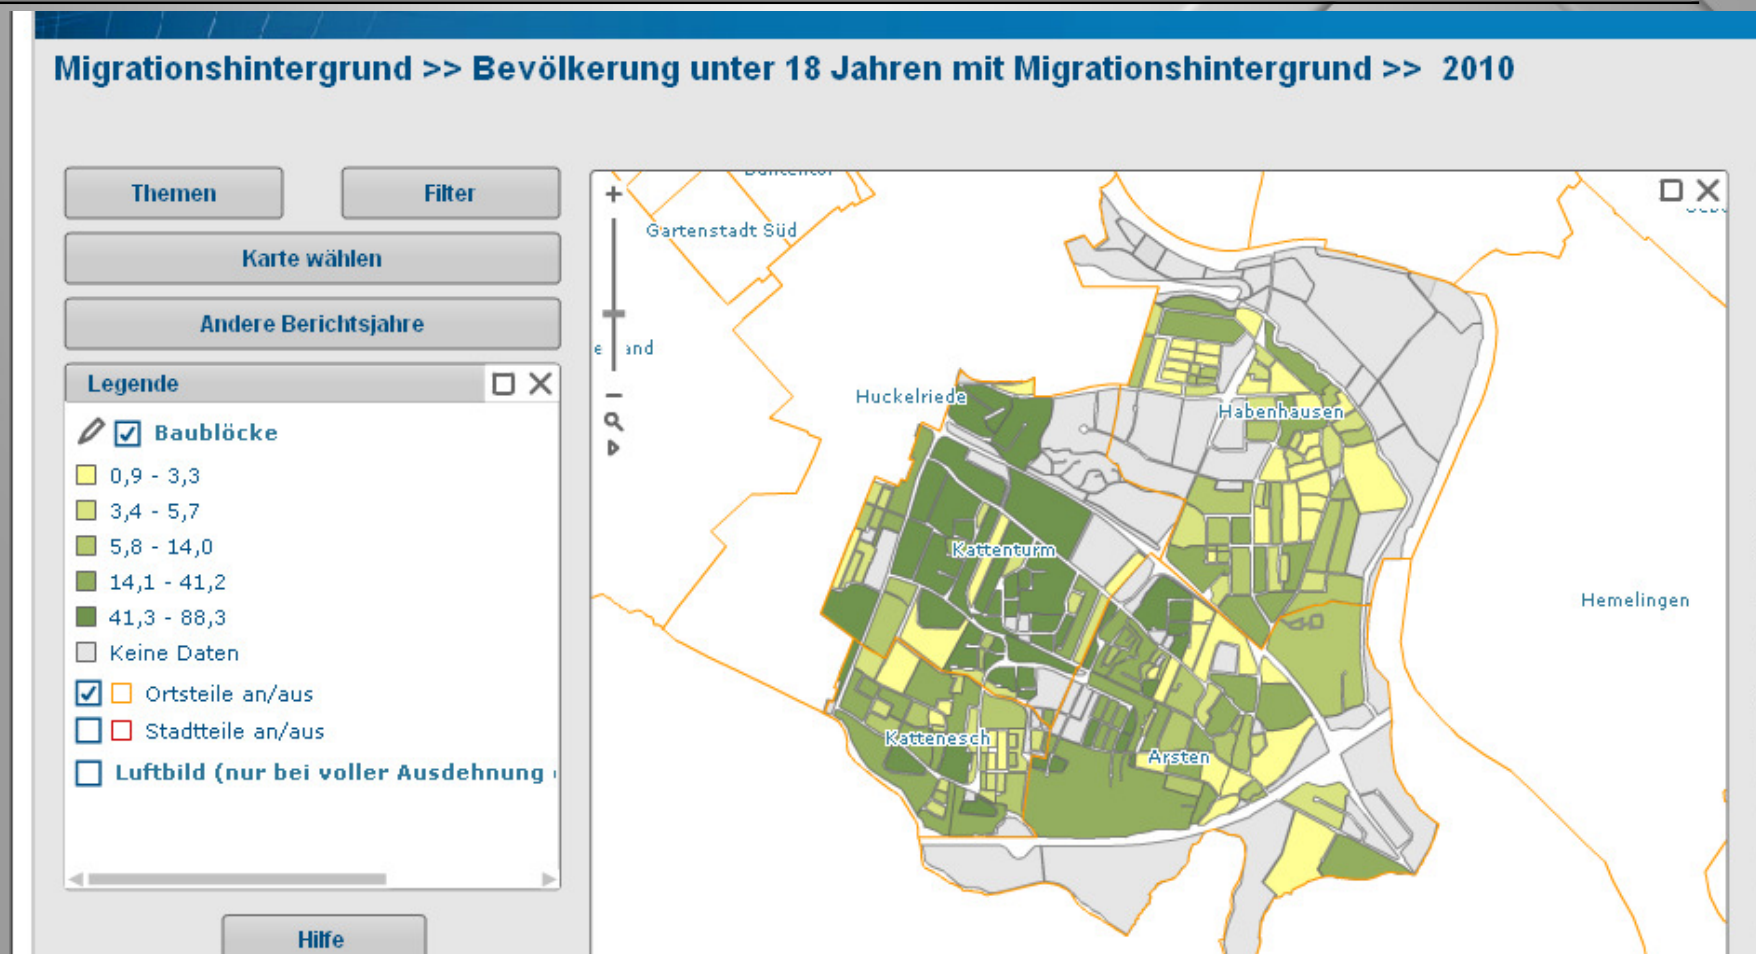 Migrationshintergrund >> Bevölkerung unter 18 Jahren mit Migrationshintergrund >> 2010
Themen
Filter
Karte wählen
Andere Berichtsjahre
Legende
Baublöcke
0,9 - 3,3
3,4 - 5,7
5,8 - 14,0
14,1 - 41,2
41,3 - 88,3
Keine Daten
Ortsteile an/aus
Stadtteile an/aus
Luftbild (nur bei voller Ausdehnung
Hilfe
Gartenstadt Süd
Huckelriede
Habenhausen
Kattenturm
Hemelingen
Kattenesch
Arsten